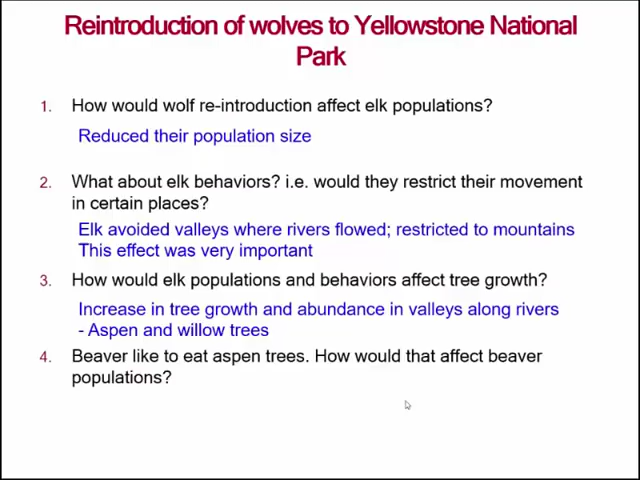 Reintroduction of wolves to Yellowstone National
Park
1. How would wolf re-introduction affect elk populations?
Reduced their population size
2. What about elk behaviors? i.e. would they restrict their movement
in certain places?
Elk avoided valleys where rivers flowed; restricted to mountains
This effect was very important
3. How would elk populations and behaviors affect tree growth?
Increase in tree growth and abundance in valleys along rivers
- Aspen and willow trees
4. Beaver like to eat aspen trees. How would that affect beaver
populations?